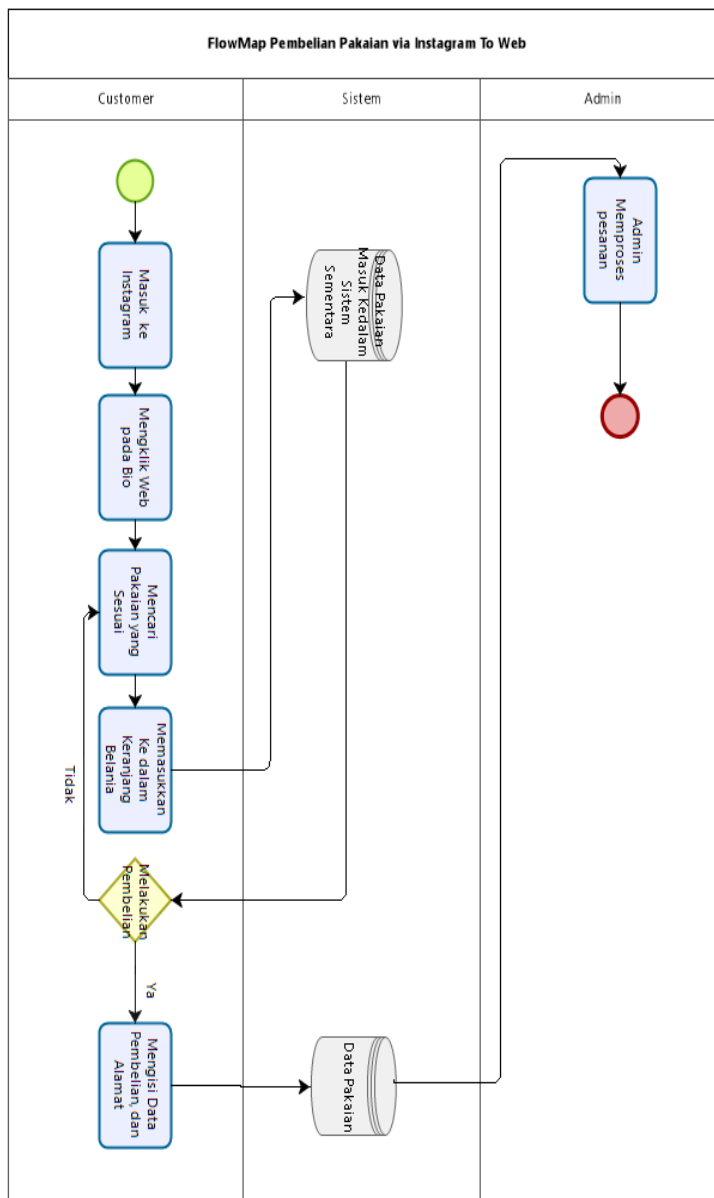 FlowMap Pembelian Pakaian via Instagram To Web
Customer
Sistem
Admin
Masuk ke
Instagram
Mengklik Web
pada Bio
Mencari
Pakaian yang
Sesuai
Memasukkan
Ke dalam
Keranjang
Belania
Data Pakaian
Masuk Kedalam
Sistem
Sementara
Melakukan
Pembelian
Tidak
Ya
Mengisi Data
Pembelian, dan
Alamat
Data Pakaian
Admin
Memproses
pesanan